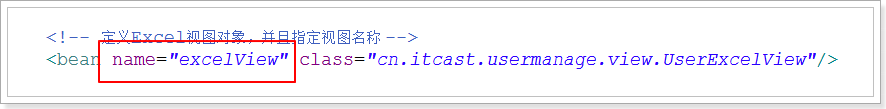 <!-- 定义Excel视图对象，并且指定视图名称 -->
<bean name="excelView" class="cn.itcast.usermanage.view.UserExcelView"/>